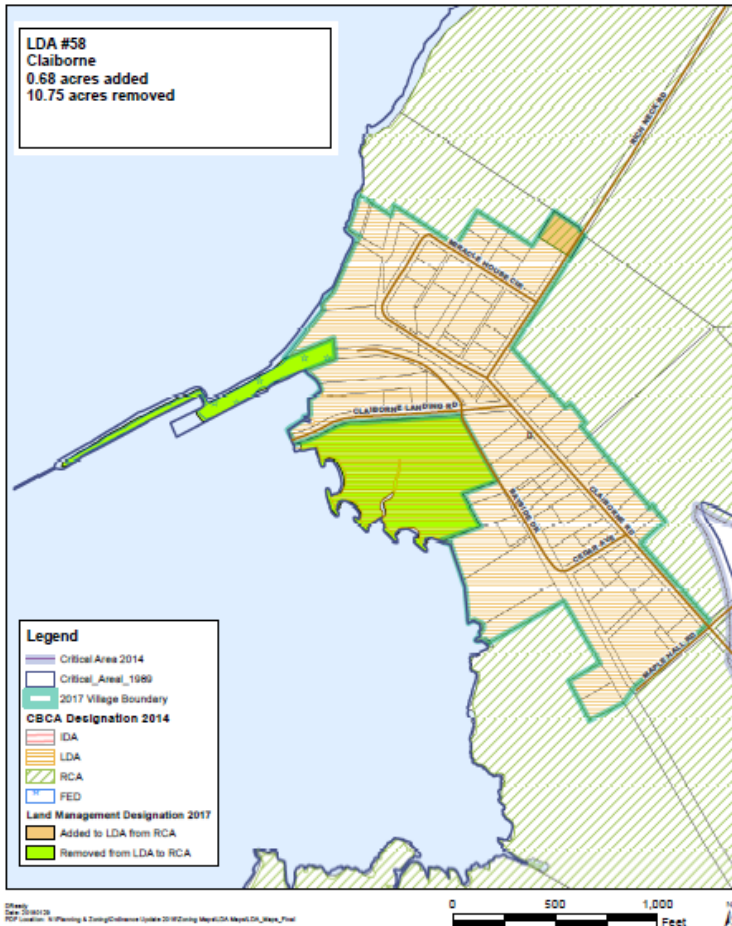 LDA #58
Claiborne
0.68 acres added
10.75 acres removed
RICH NECK RD
MIRACLE HOUSE CIR
CLAIBORNE LANDING RD
BAYSIDE DR
CLAIBORNE RD
CEDAR AVE
MAPLE HALL RD
Legend
Critical Area 2014
Critical_Areal_1989
2017 Village Boundary
CBCA Designation 2014
IDA
LDA
RCA
FED
Land Management Designation 2017
Added to LDA from RCA
Removed from LDA to RCA
0 500 1,000
Feet